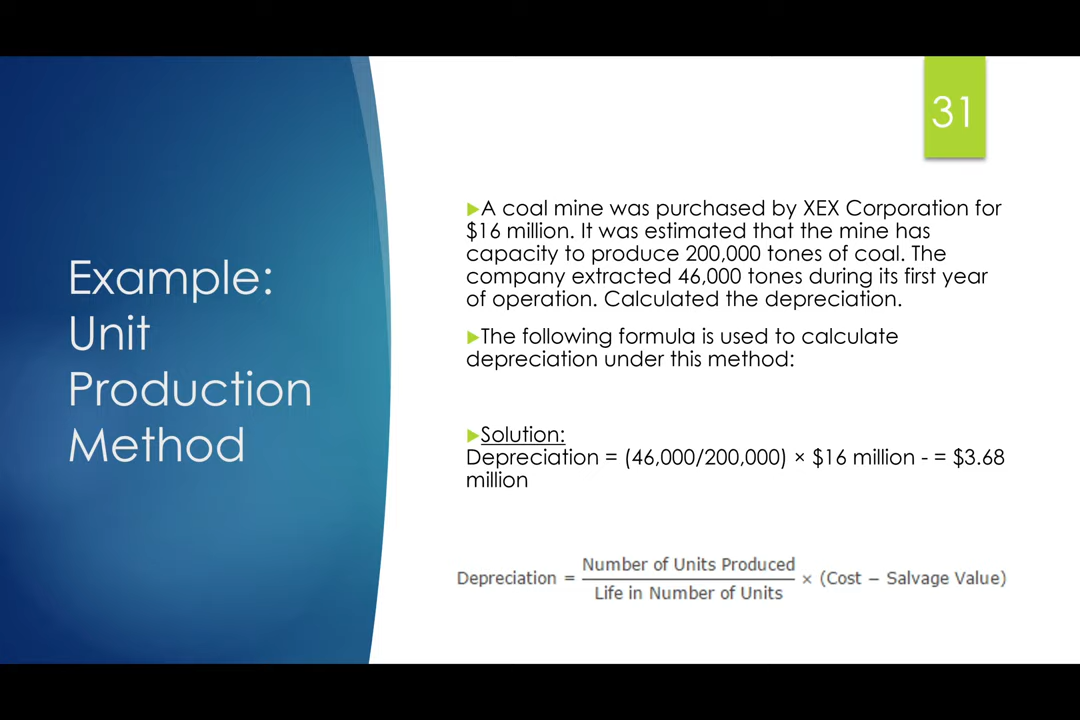 31
Example:
Unit
Production
Method
▶A coal mine was purchased by XEX Corporation for
$16 million. It was estimated that the mine has
capacity to produce 200,000 tones of coal. The
company extracted 46,000 tones during its first year
of operation. Calculated the depreciation.
▶The following formula is used to calculate
depreciation under this method:
▶Solution:
Depreciation = (46,000/200,000) × $16 million - = $3.68
million
Number of Units Produced
Depreciation = × (Cost − Salvage Value)
Life in Number of Units